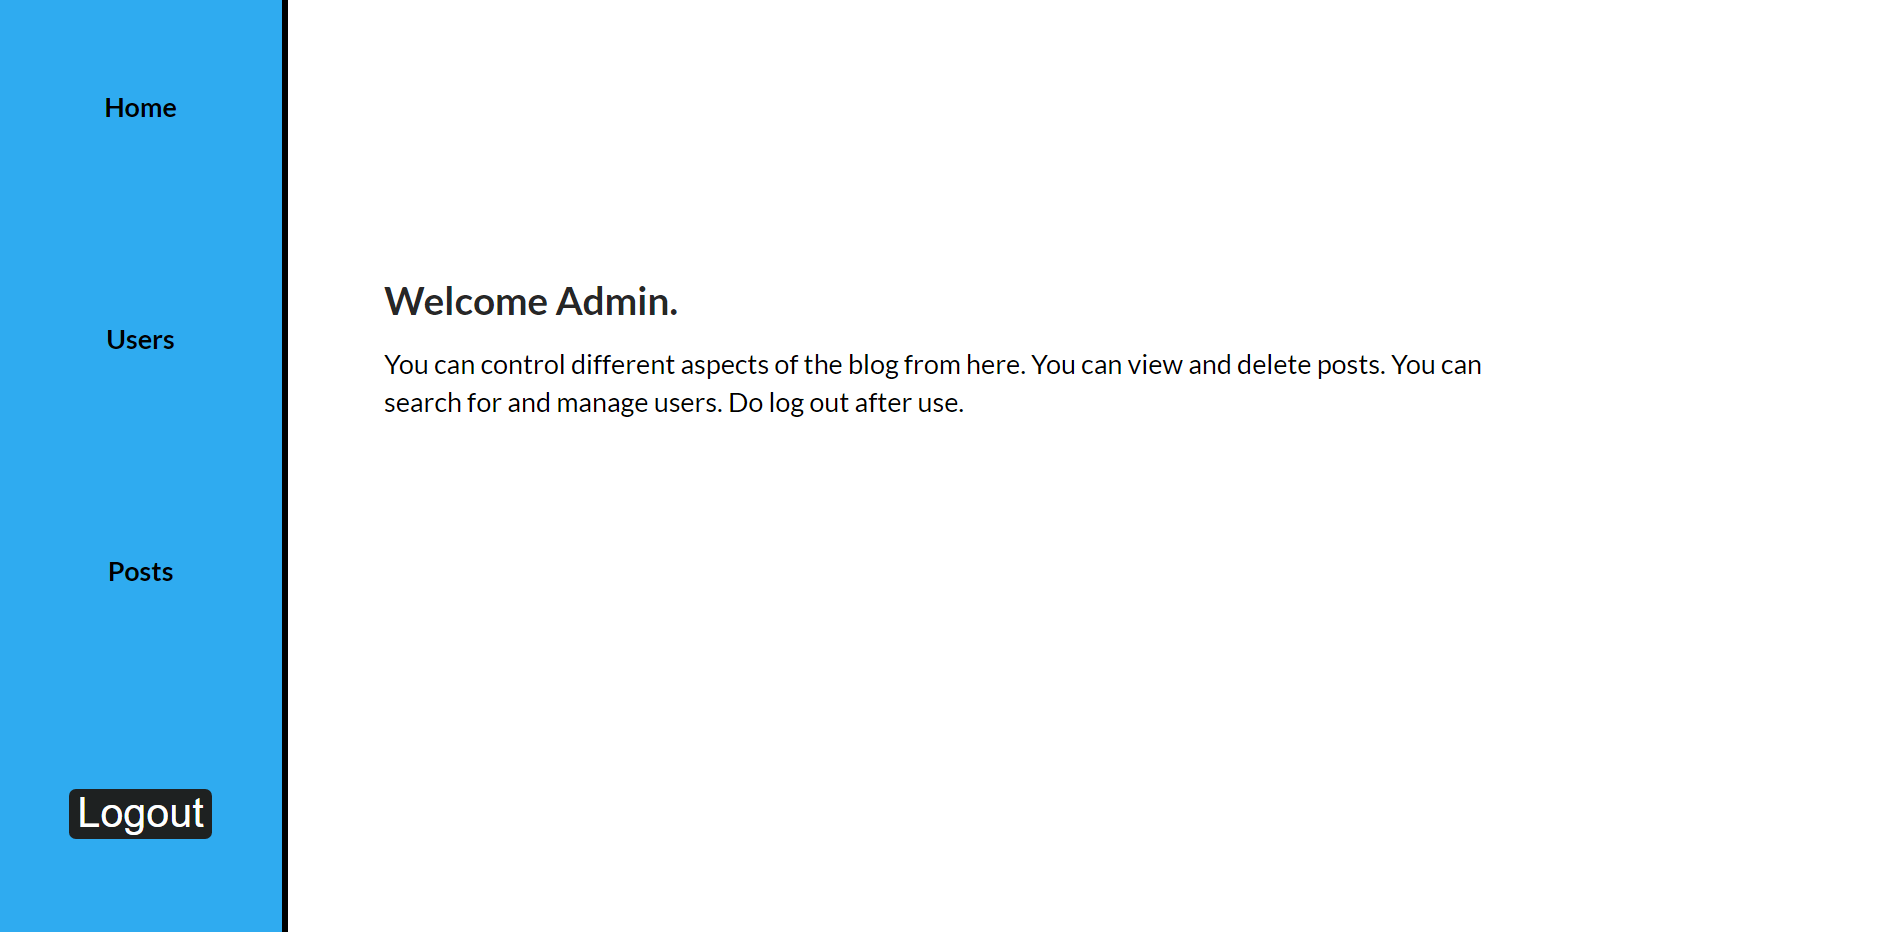 Home
Users
Posts
Logout
Welcome Admin.
You can control different aspects of the blog from here. You can view and delete posts. You can
search for and manage users. Do log out after use.